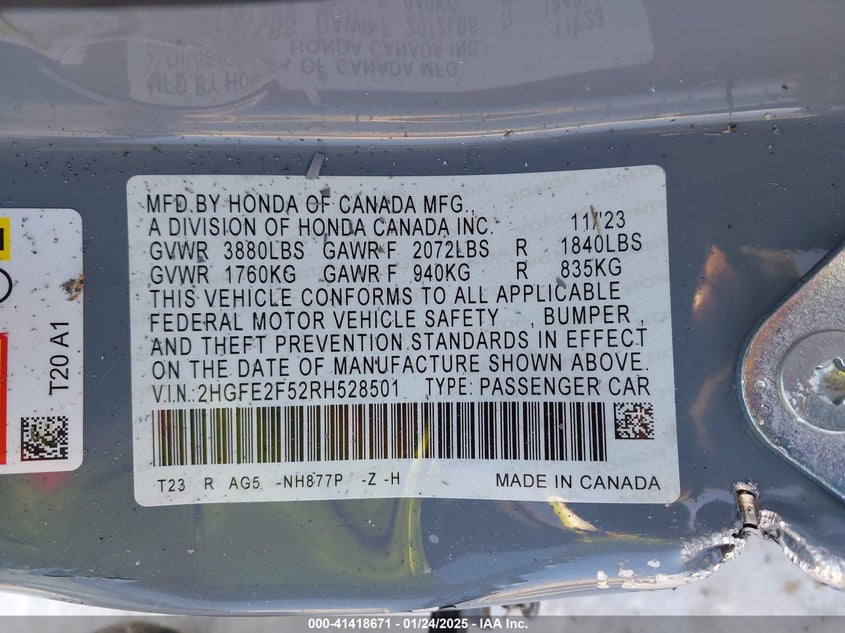 MFD.BY HONDA OF CANADA MFG.,
A DIVISION OF HONDA CANADA INC. 11/23
GVWR 3880LBS GAWR F 2072LBS R 1840LBS
GVWR 1760KG GAWR F 940KG R 835KG
THIS VEHICLE CONFORMS TO ALL APPLICABLE
FEDERAL MOTOR VEHICLE SAFETY , BUMPER ,
AND THEFT PREVENTION STANDARDS IN EFFECT
ON THE DATE OF MANUFACTURE SHOWN ABOVE.
V.I.N.:2HGFE2F52RH528501 TYPE: PASSENGER CAR
T23 R AG5 -NH877P -Z -H MADE IN CANADA
T20 A1
000-41418671 - 01/24/2025 - IAA Inc.